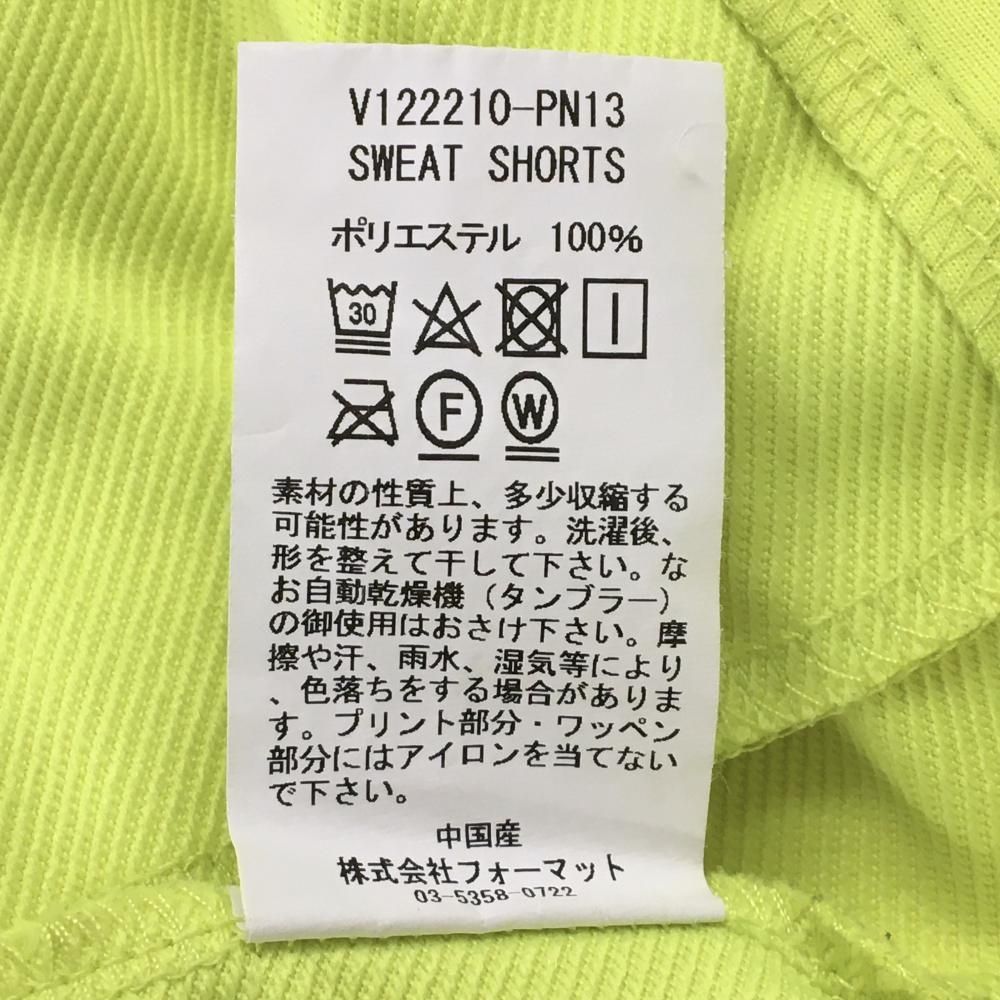 V122210-PN13
SWEAT SHORTS
ポリエステル 100%
30
F W
素材の性質上、多少収縮する
可能性があります。洗濯後、
形を整えて干して下さい。な
お自動乾燥機（タンブラー）
の御使用はおさけ下さい。摩
擦や汗、雨水、湿気等により
、色落ちをする場合がありま
す。プリント部分・ワッペン
部分にはアイロンを当てない
で下さい。
中国産
株式会社フォーマット
03-5358-0722